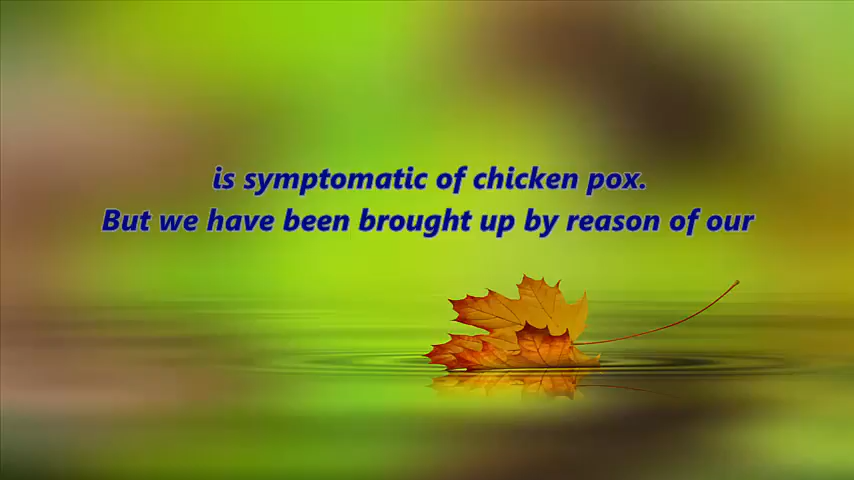 is symptomatic of chicken pox.
But we have been brought up by reason of our